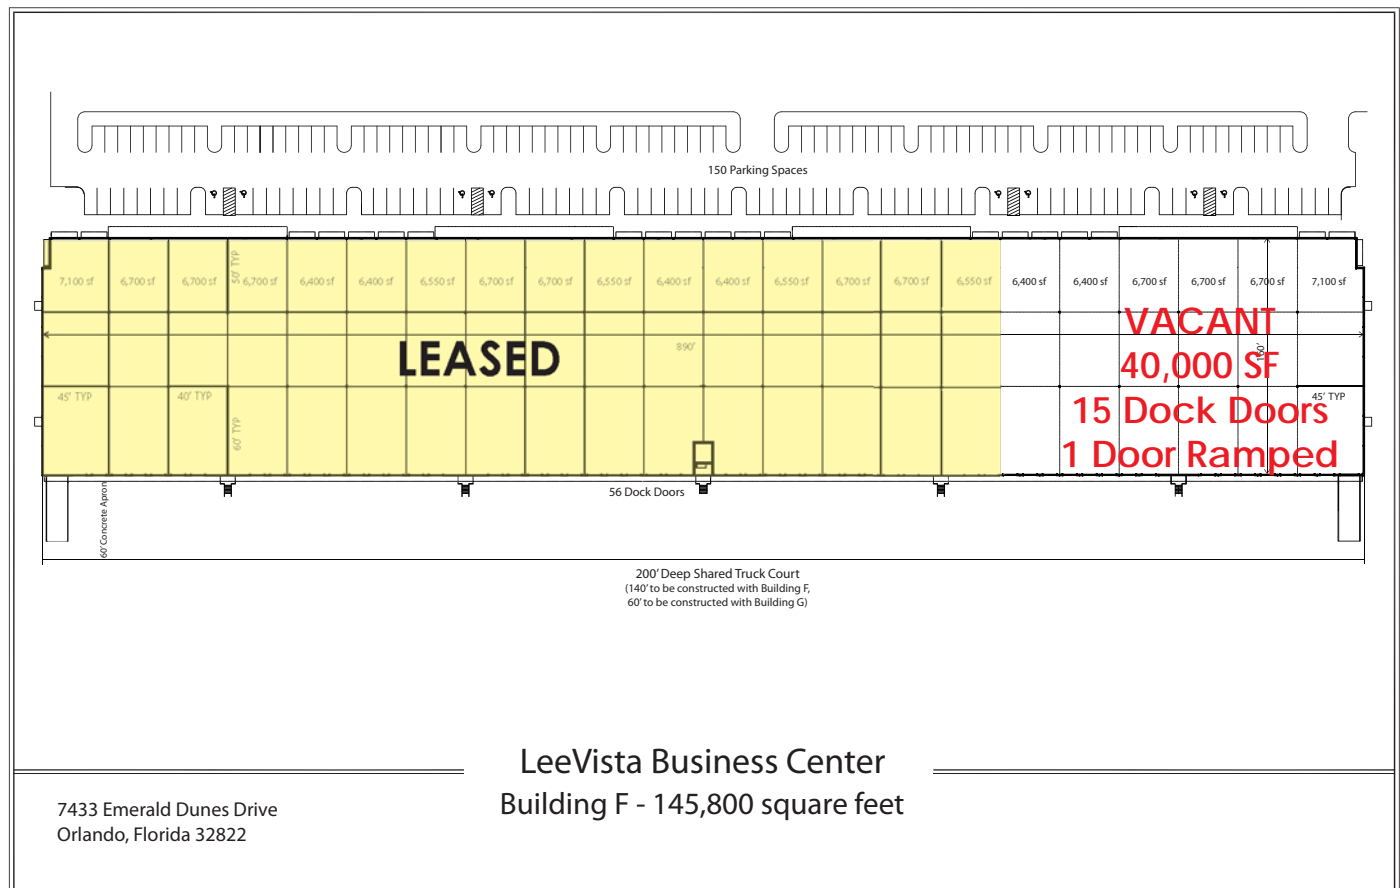 150 Parking Spaces
7,100 sf 6,700 sf 6,700 sf 6,700 sf 6,400 sf 6,400 sf 6,550 sf 6,700 sf 6,700 sf 6,550 sf 6,400 sf 6,400 sf 6,550 sf 6,700 sf 6,700 sf 6,550 sf 6,400 sf 6,400 sf 6,700 sf 6,700 sf 6,700 sf 7,100 sf
50' TYP
VACANT
40,000 SF
15 Dock Doors
1 Door Ramped
160'
890'
LEASED
45' TYP
40' TYP
60' TYP
45' TYP
56 Dock Doors
60' Concrete Apron
200' Deep Shared Truck Court
(140' to be constructed with Building F,
60' to be constructed with Building G)
LeeVista Business Center
Building F - 145,800 square feet
7433 Emerald Dunes Drive
Orlando, Florida 32822